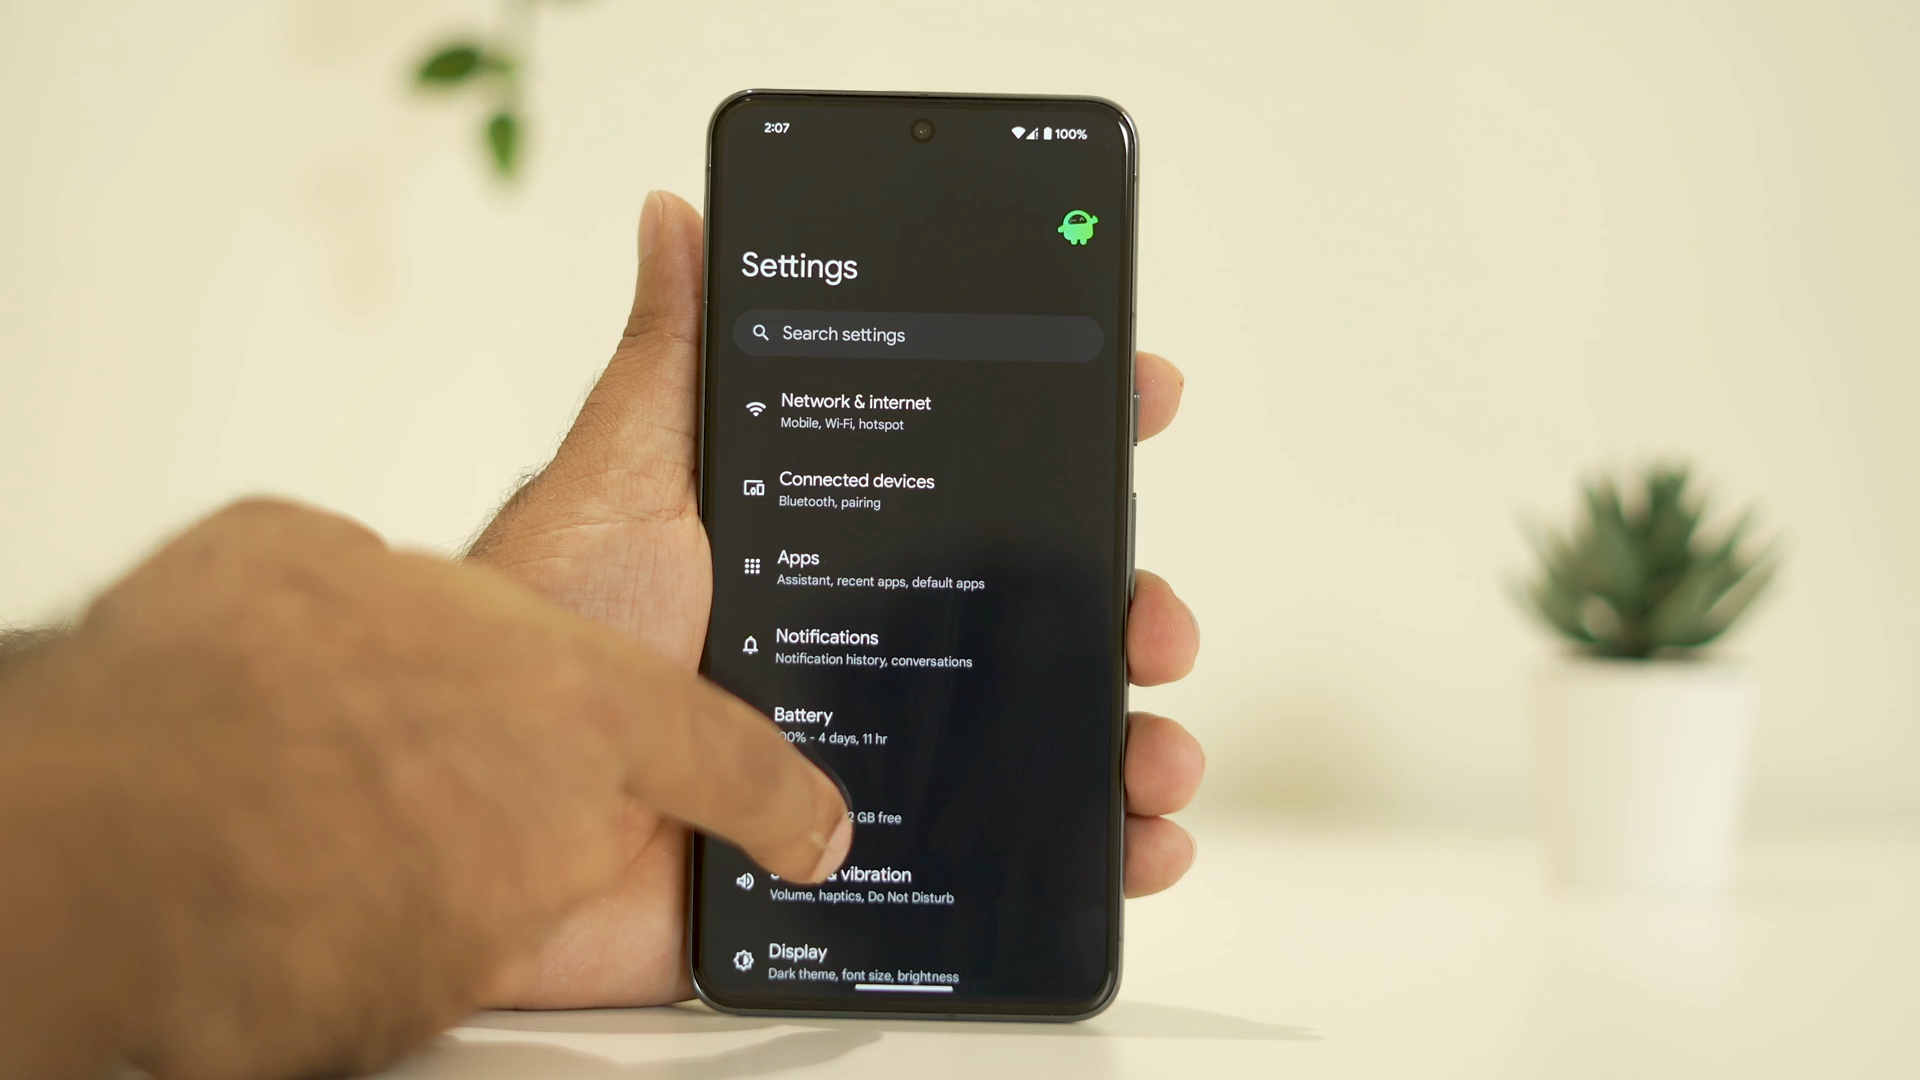 2:07
100%
Settings
Search settings
Network & internet
Mobile, Wi-Fi, hotspot
Connected devices
Bluetooth, pairing
Apps
Assistant, recent apps, default apps
Notifications
Notification history, conversations
Battery
00% - 4 days, 11 hr
2 GB free
& vibration
Volume, haptics, Do Not Disturb
Display
Dark theme, font size, brightness